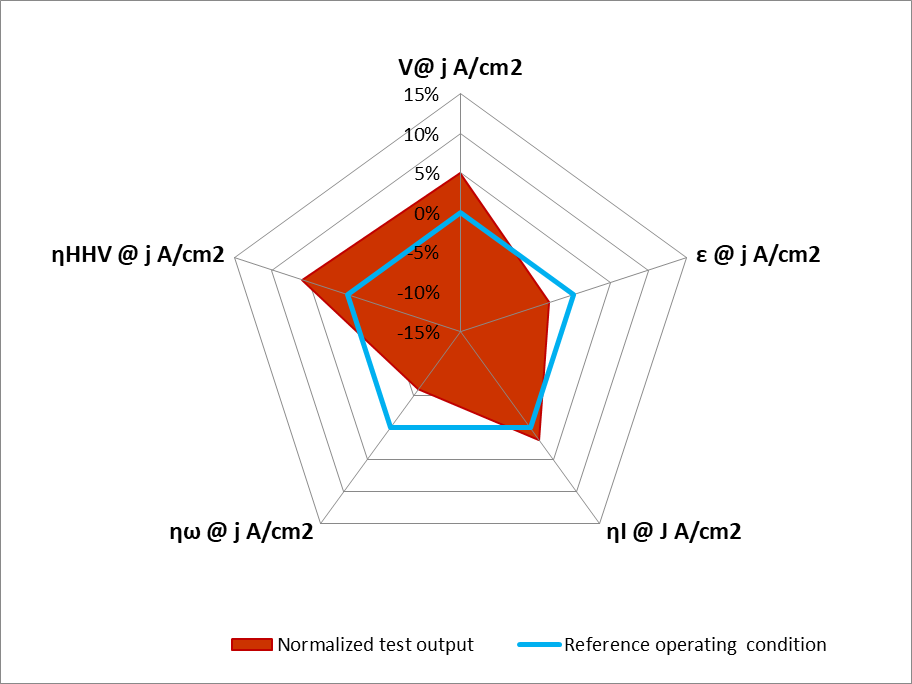 V@ j A/cm2
15%
10%
5%
0%
-5%
-10%
-15%
ηHHV @ j A/cm2
ε @ j A/cm2
ηω @ j A/cm2
ηI @ J A/cm2
Normalized test output
Reference operating condition